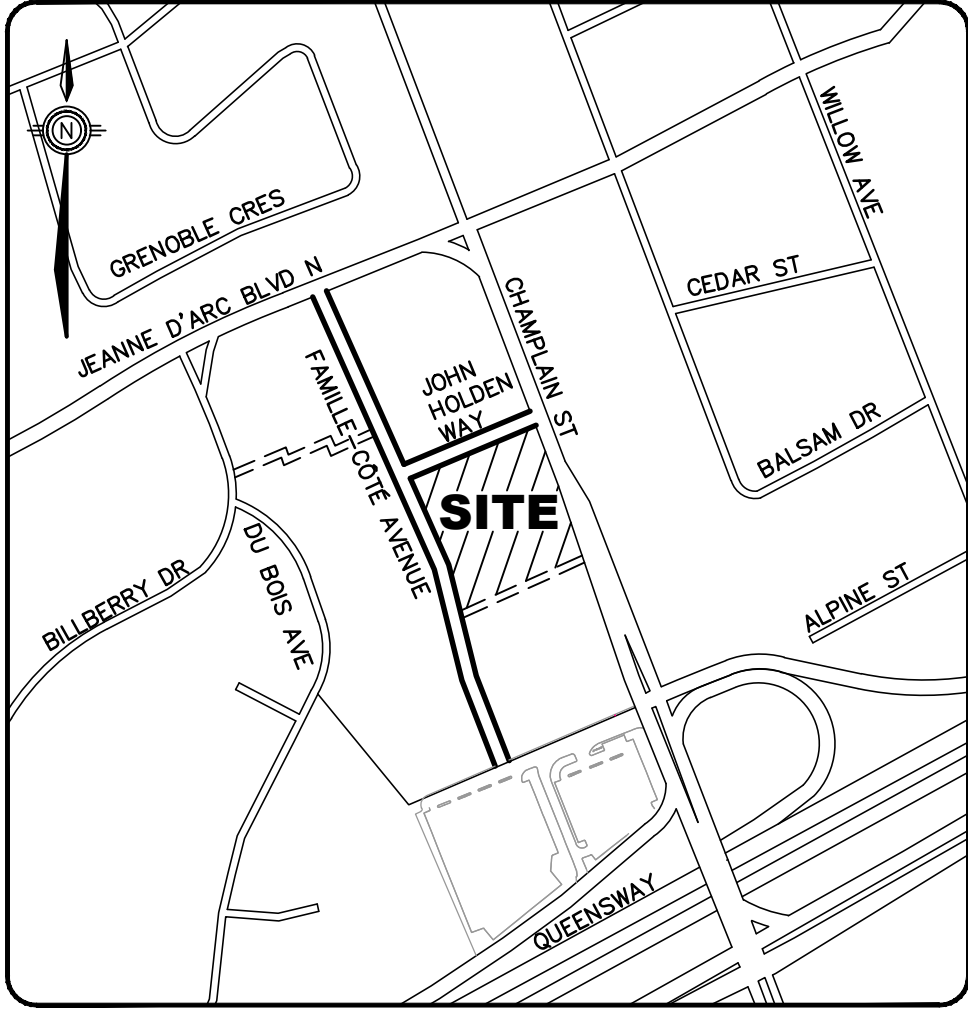 WILLOW AVE
N
GRENOBLE CRES
JEANNE D'ARC BLVD N
CEDAR ST
CHAMPLAIN ST
JOHN
HOLDEN
WAY
FAMILLE-CÔTÉ AVENUE
BALSAM DR
SITE
DU BOIS AVE
BILLBERRY DR
ALPINE ST
QUEENSWAY